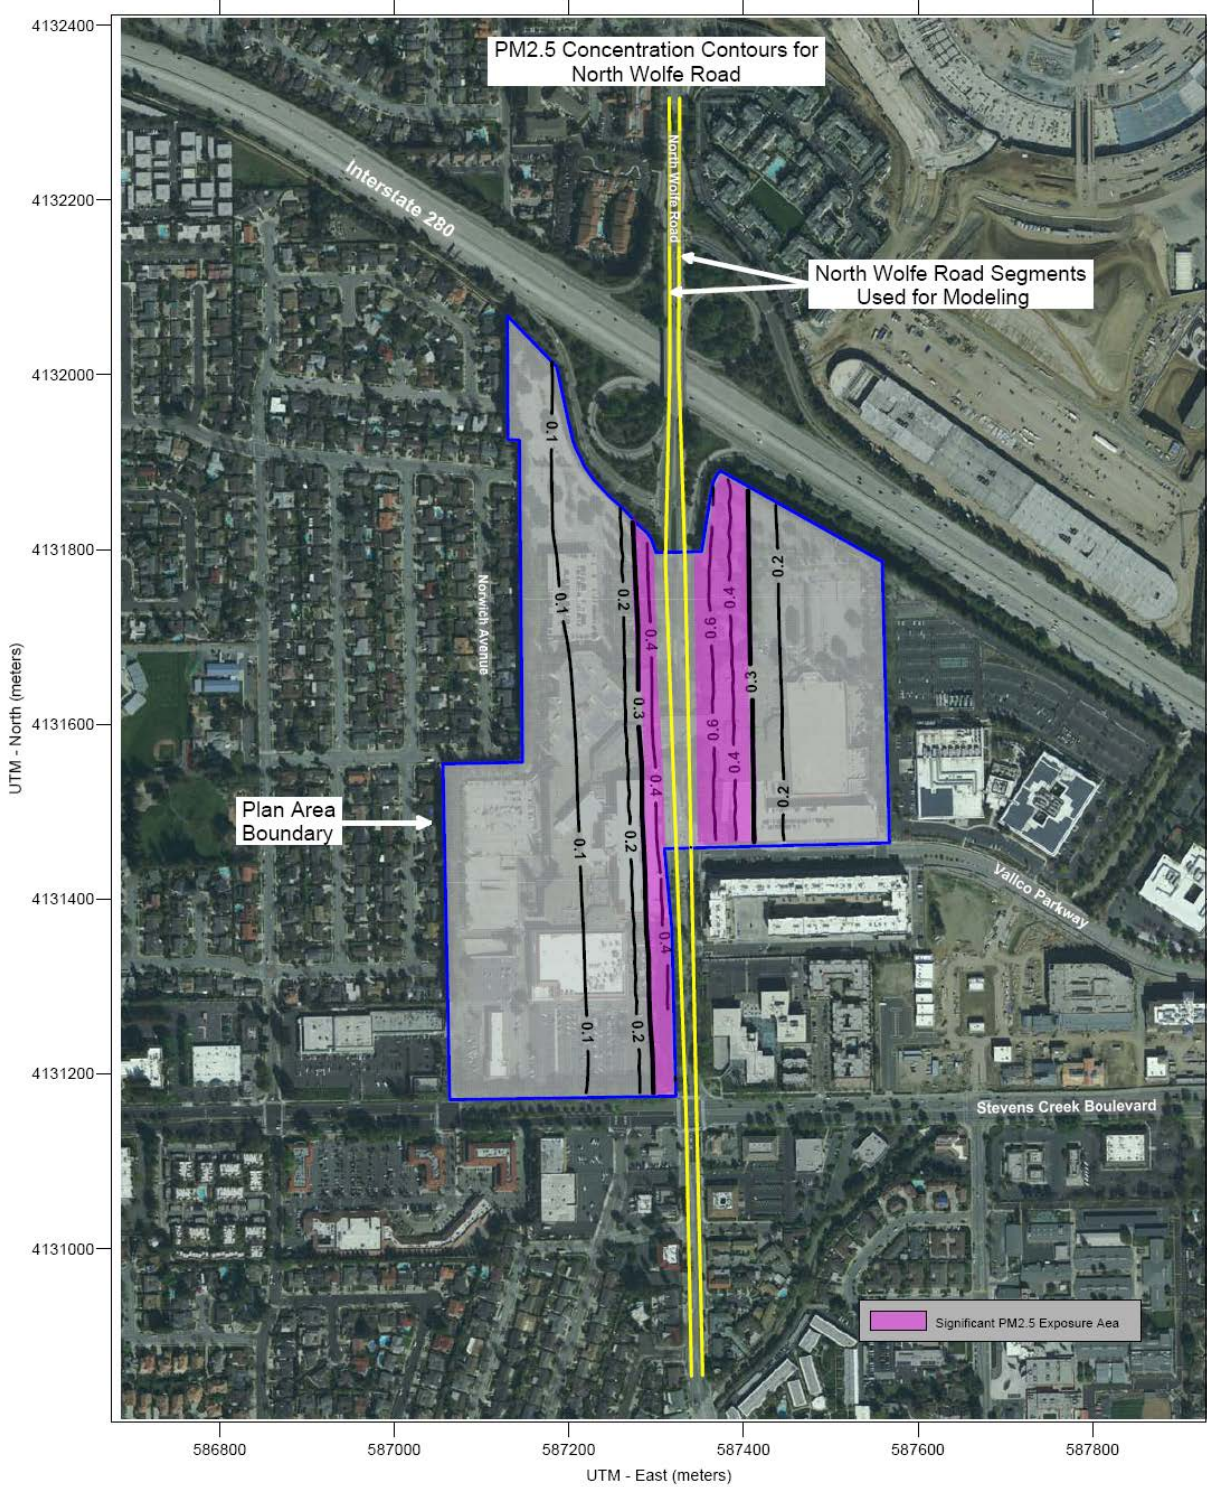 PM2.5 Concentration Contours for
North Wolfe Road
North Wolfe Road
Interstate 280
North Wolfe Road Segments
Used for Modeling
Norwich Avenue
Plan Area
Boundary
Vallco Parkway
Stevens Creek Boulevard
Significant PM2.5 Exposure Aea
0.1
0.1
0.1
0.1
0.2
0.2
0.2
0.3
0.4
0.4
0.4
0.6
0.6
0.4
0.4
0.3
0.2
0.2
4132400
4132200
4132000
4131800
4131600
4131400
4131200
4131000
UTM - North (meters)
586800 587000 587200 587400 587600 587800
UTM - East (meters)